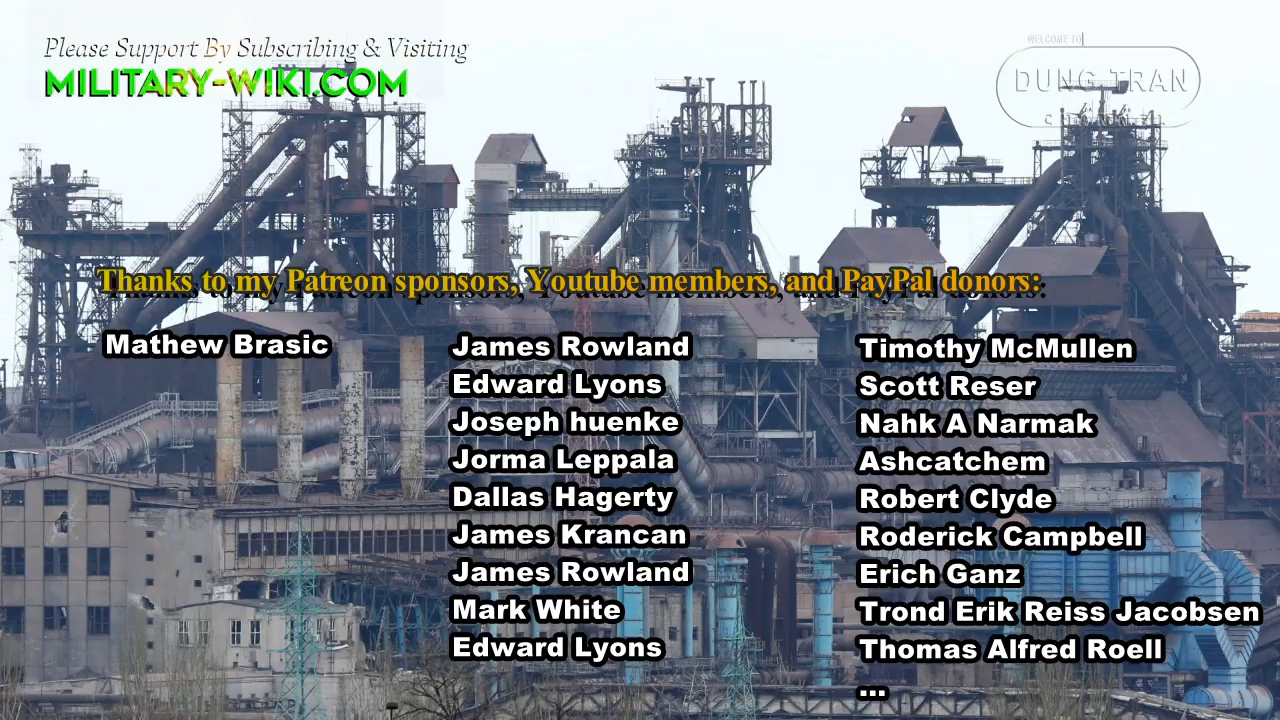 Please Support By Subscribing & Visiting
MILITARY-WIKI.COM
WELCOME TO
DUNG TRAN
Thanks to my Patreon sponsors, Youtube members, and PayPal donors:
Mathew Brasic
James Rowland
Edward Lyons
Joseph huenke
Jorma Leppala
Dallas Hagerty
James Krancan
James Rowland
Mark White
Edward Lyons
Timothy McMullen
Scott Reser
Nahk A Narmak
Ashcatchem
Robert Clyde
Roderick Campbell
Erich Ganz
Trond Erik Reiss Jacobsen
Thomas Alfred Roell
...